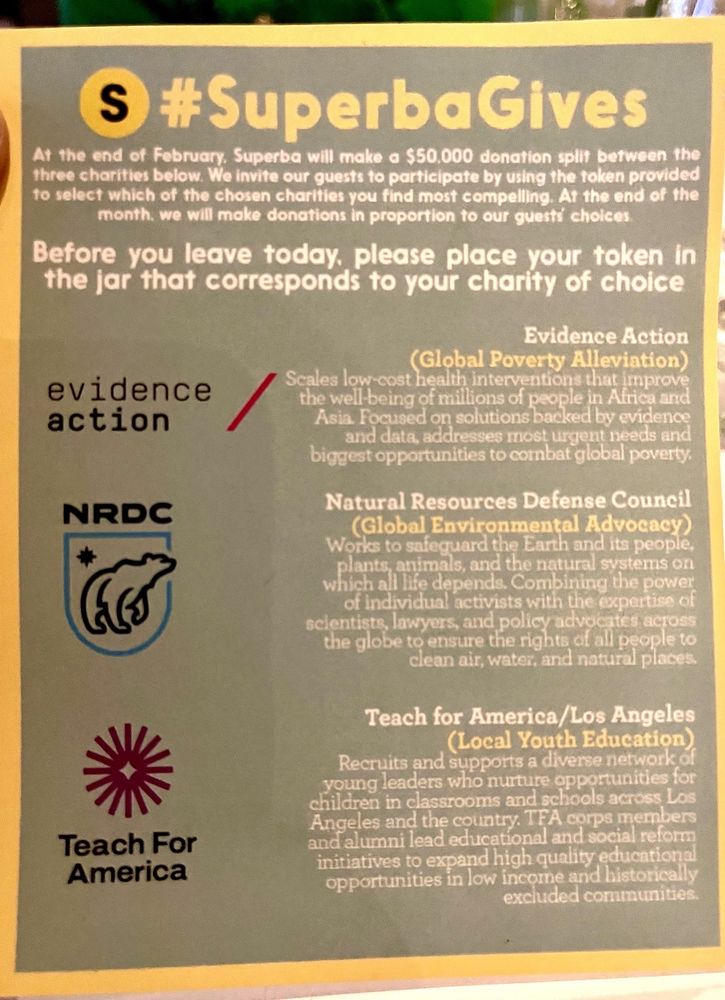 S #SuperbaGives
At the end of February, Superba will make a $50,000 donation split between the
three charities below. We invite our guests to participate by using the token provided
to select which of the chosen charities you find most compelling. At the end of the
month, we will make donations in proportion to our guests' choices.
Before you leave today, please place your token in
the jar that corresponds to your charity of choice
evidence
action
Evidence Action
(Global Poverty Alleviation)
Scales low-cost health interventions that improve
the well-being of millions of people in Africa and
Asia. Focused on solutions backed by evidence
and data, addresses most urgent needs and
biggest opportunities to combat global poverty.
NRDC
Natural Resources Defense Council
(Global Environmental Advocacy)
Works to safeguard the Earth and its people,
plants, animals, and the natural systems on
which all life depends. Combining the power
of individual activists with the expertise of
scientists, lawyers, and policy advocates across
the globe to ensure the rights of all people to
clean air, water, and natural places.
Teach For
America
Teach for America/Los Angeles
(Local Youth Education)
Recruits and supports a diverse network of
young leaders who nurture opportunities for
children in classrooms and schools across Los
Angeles and the country. TFA corps members
and alumni lead educational and social reform
initiatives to expand high quality educational
opportunities in low income and historically
excluded communities.